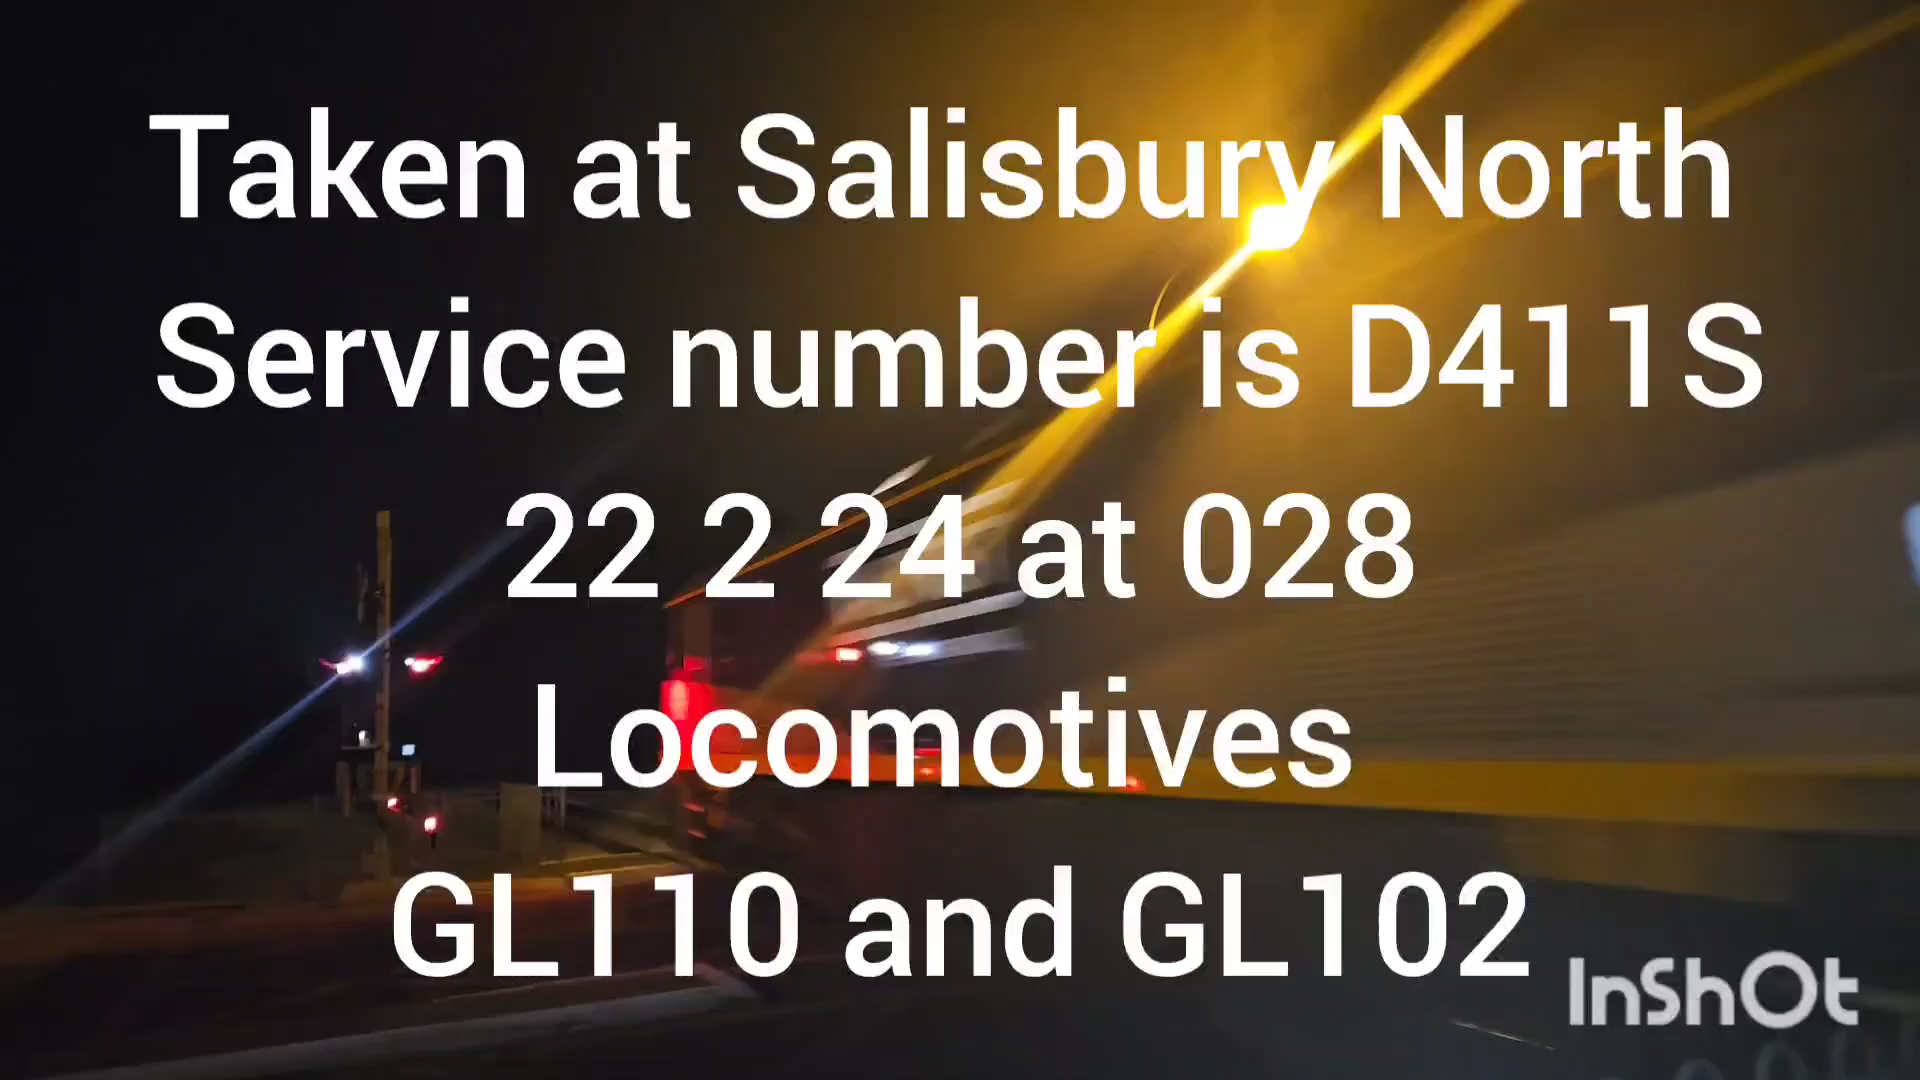 Taken at Salisbury North
Service number is D411S
22 2 24 at 028
Locomotives
GL110 and GL102
InShOt